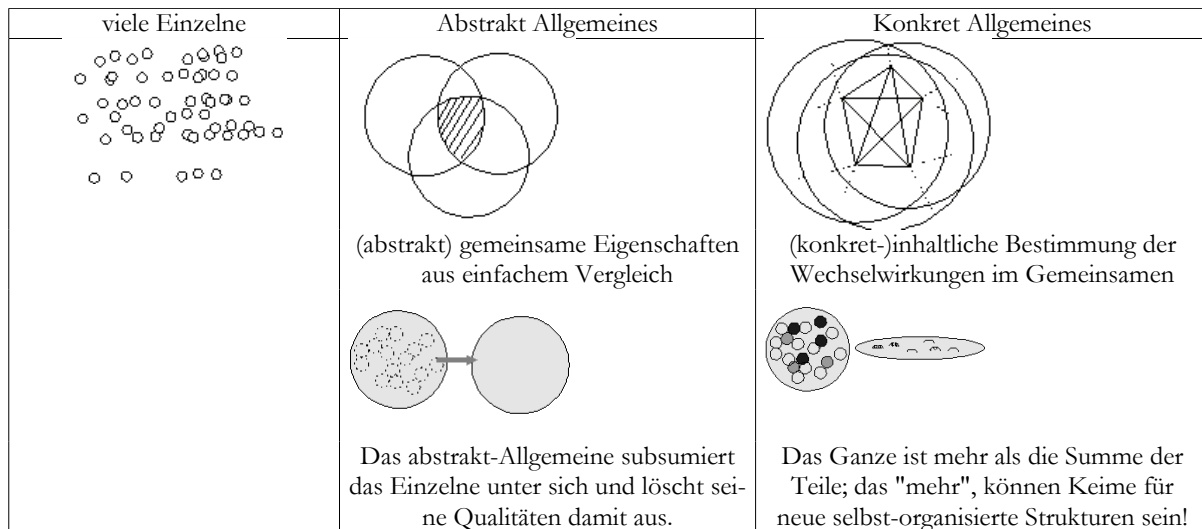 viele Einzelne
Abstrakt Allgemeines
Konkret Allgemeines
(abstrakt) gemeinsame Eigenschaften
aus einfachem Vergleich
(konkret-)inhaltliche Bestimmung der
Wechselwirkungen im Gemeinsamen
Das abstrakt-Allgemeine subsumiert
das Einzelne unter sich und löscht sei-
ne Qualitäten damit aus.
Das Ganze ist mehr als die Summe der
Teile; das "mehr", können Keime für
neue selbst-organisierte Strukturen sein!